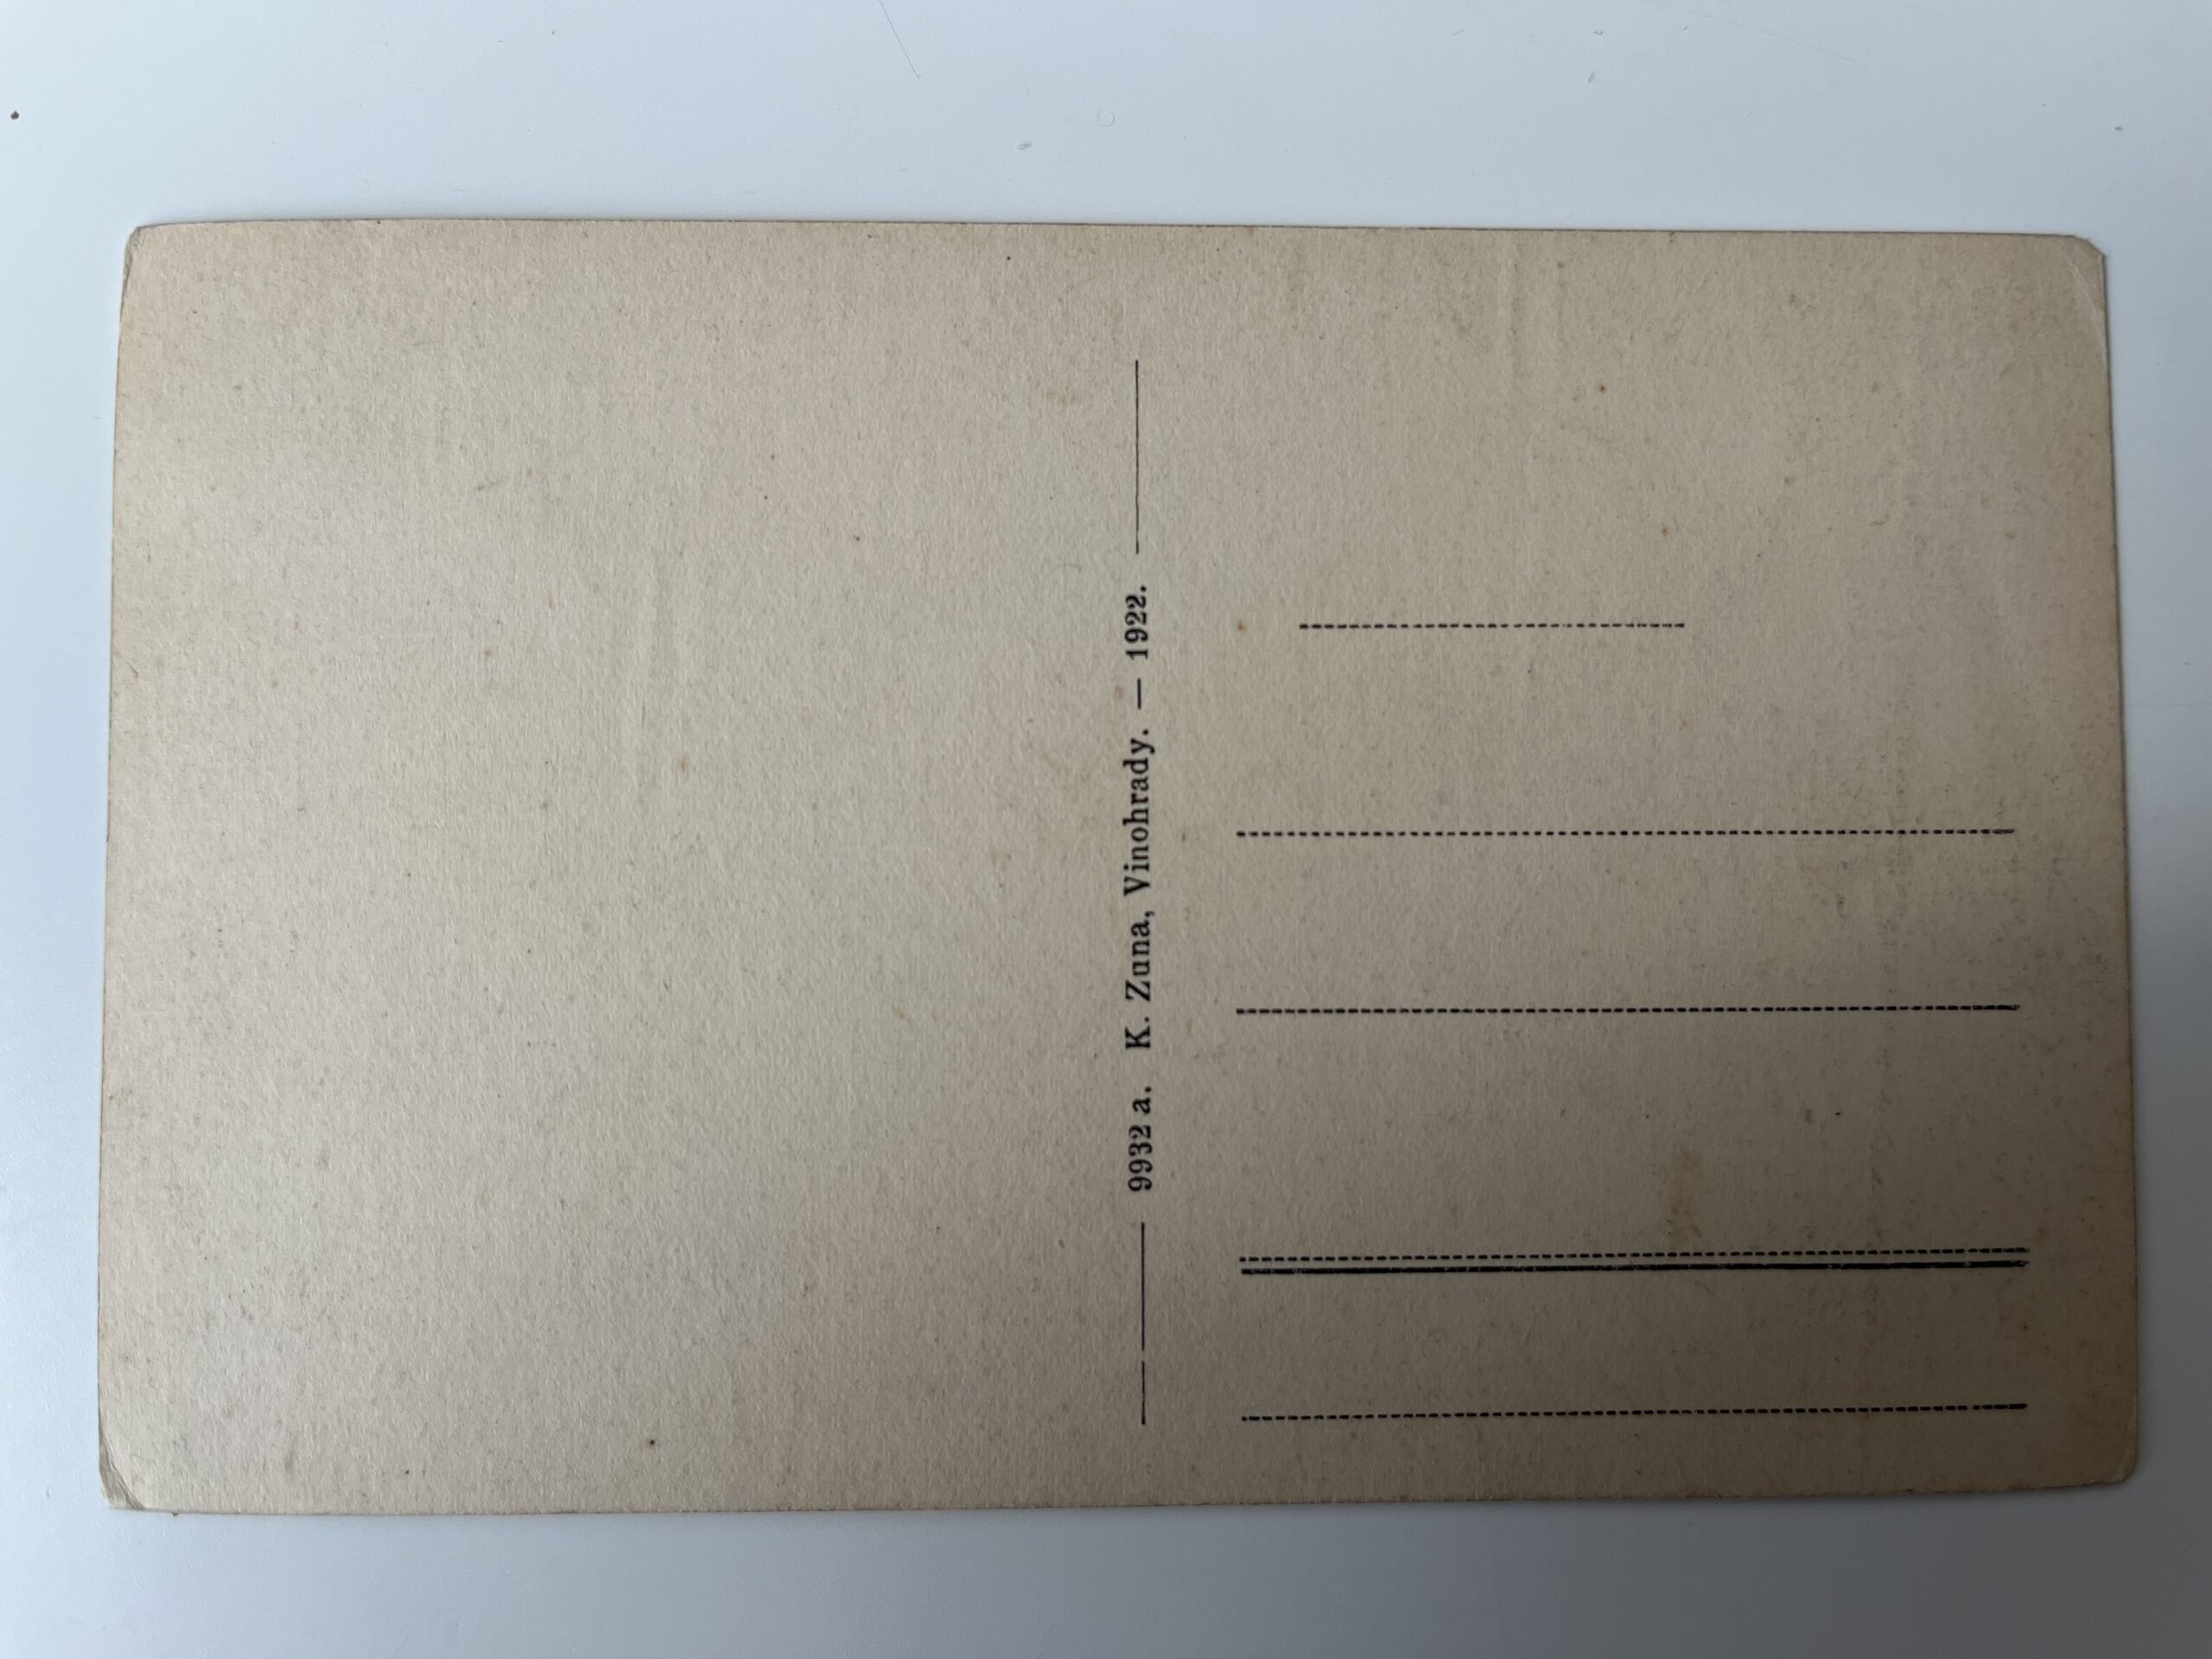 9932 a. K. Zuna, Vinohrady. — 1922.